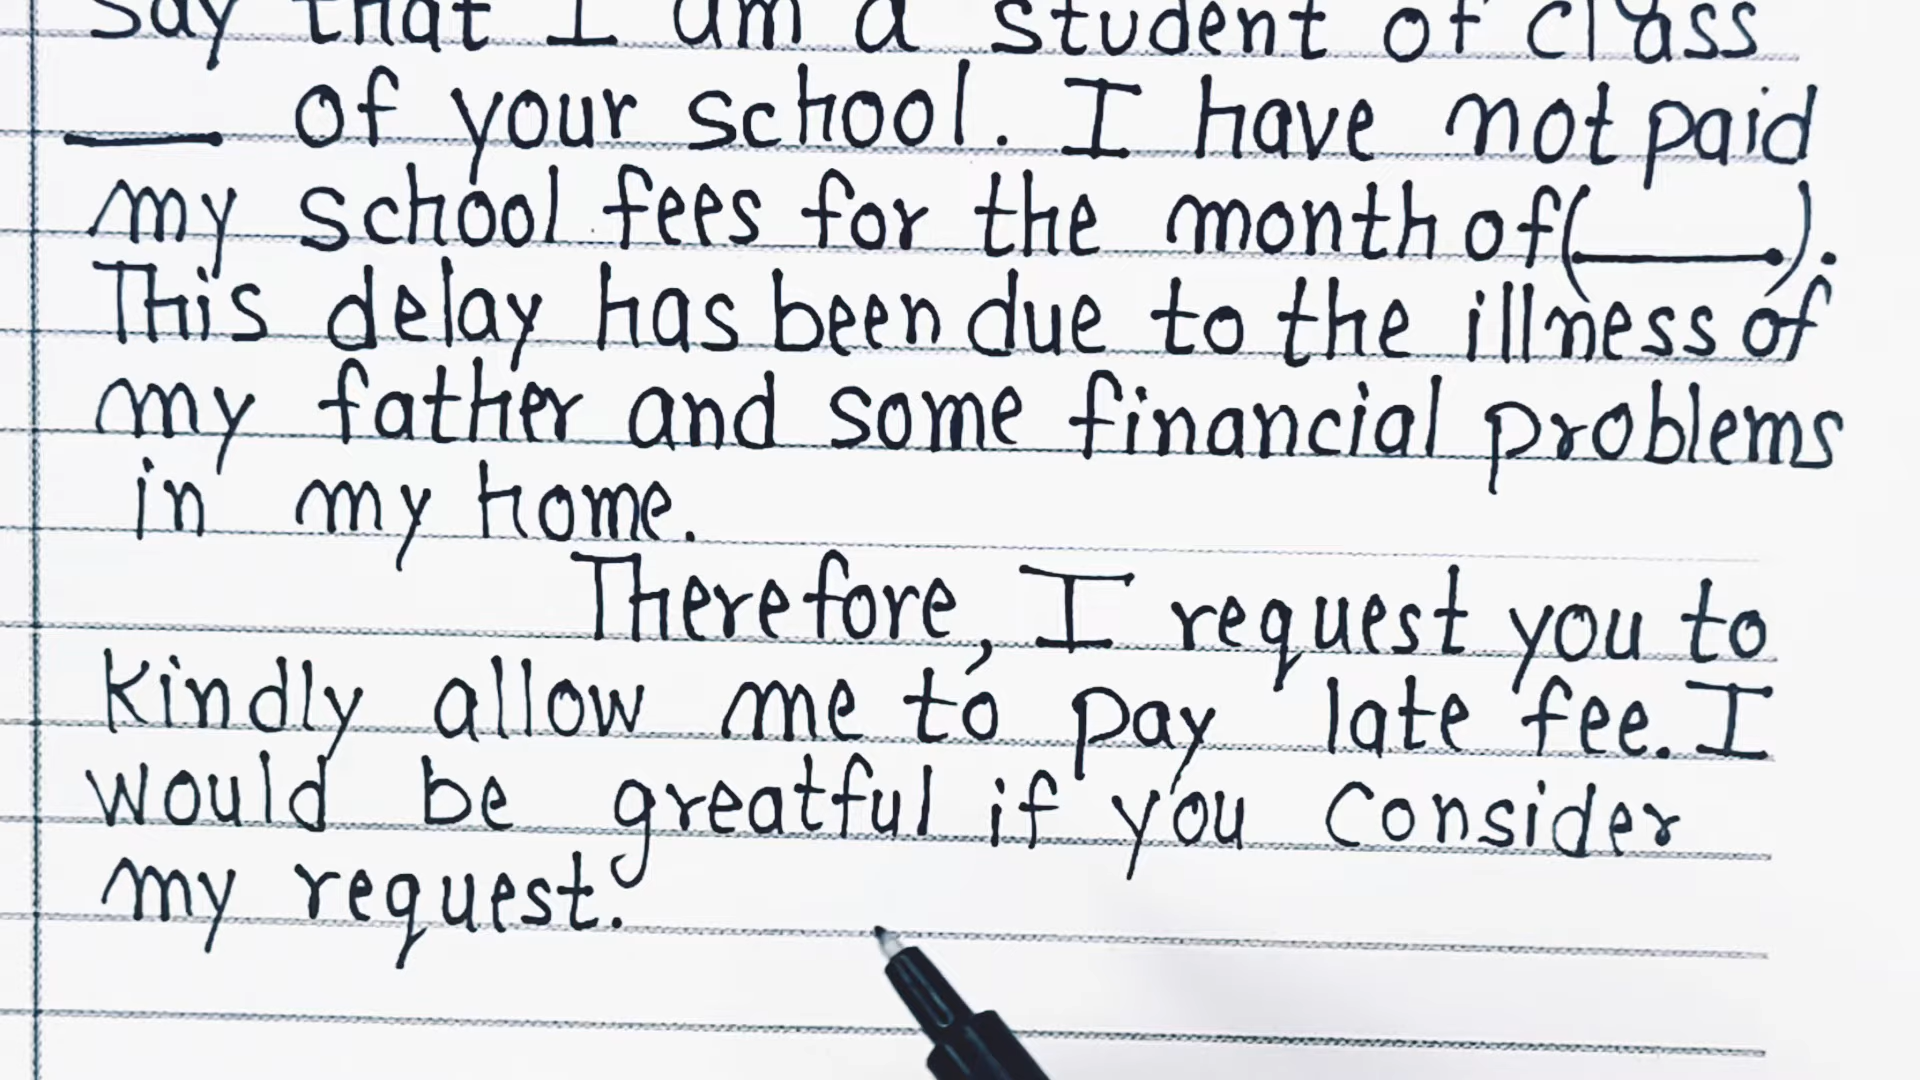 say that I am a student of class
___ of your school. I have not paid
my school fees for the month of(____).
This delay has been due to the illness of
my father and some financial problems
in my home.
Therefore, I request you to
kindly allow me to pay late fee. I
would be greatful if you consider
my request.